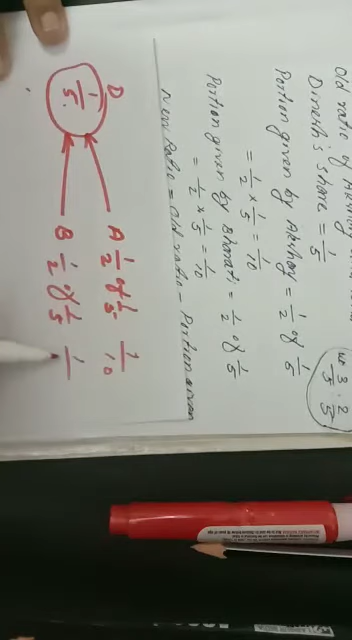 Old ratio of Abhay
Dinesh's share = 1/5
w 3/5 : 2/5
Portion given by Abhay = 1/2 of 1/5
= 1/2 × 1/5 = 1/10
Portion given by Bharati = 1/2 of 1/5
= 1/2 × 1/5 = 1/10
New Ratio = Old ratio - Portion given
D
1/5
A 1/2 of 1/5 1/10
B 1/2 of 1/5 1